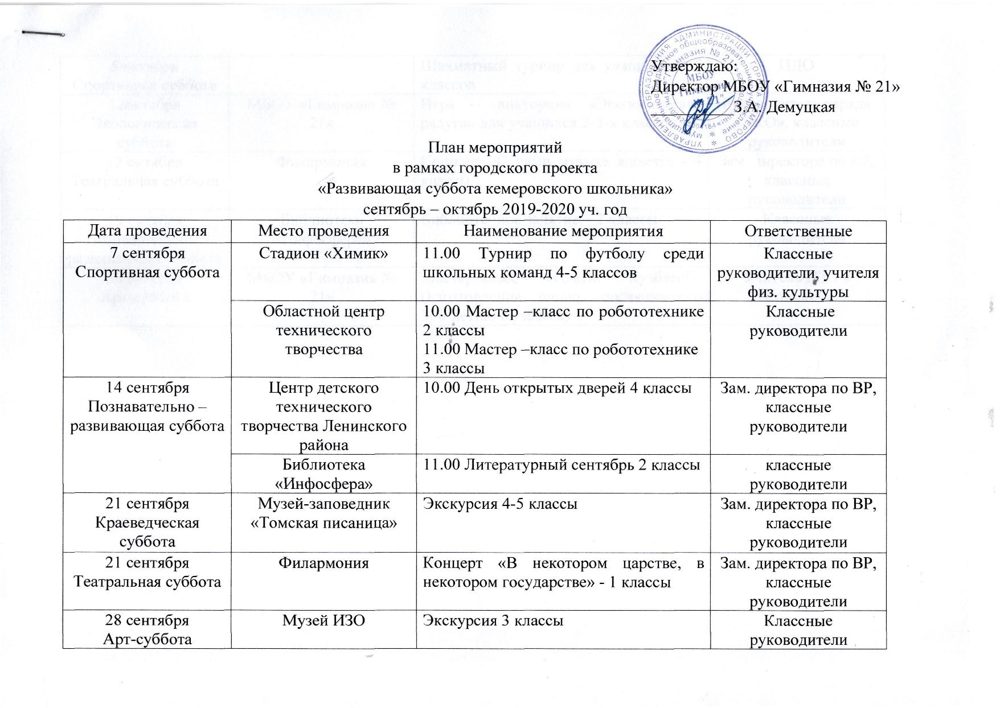 Утверждаю:
Директор МБОУ «Гимназия № 21»
З.А. Демуцкая
План мероприятий
в рамках городского проекта
«Развивающая суббота кемеровского школьника»
сентябрь – октябрь 2019-2020 уч. год
Дата проведения Место проведения Наименование мероприятия Ответственные
7 сентября
Спортивная суббота
Стадион «Химик»
11.00 Турнир по футболу среди
школьных команд 4-5 классов
Классные
руководители, учителя
физ. культуры
Областной центр
технического
творчества
10.00 Мастер –класс по робототехнике
2 классы
11.00 Мастер –класс по робототехнике
3 классы
Классные
руководители
14 сентября
Познавательно –
развивающая суббота
Центр детского
технического
творчества Ленинского
района
10.00 День открытых дверей 4 классы
Зам. директора по ВР,
классные
руководители
Библиотека
«Инфосфера»
11.00 Литературный сентябрь 2 классы
классные
руководители
21 сентября
Краеведческая
суббота
Музей-заповедник
«Томская писаница»
Экскурсия 4-5 классы
Зам. директора по ВР,
классные
руководители
21 сентября
Театральная суббота
Филармония
Концерт «В некотором царстве, в
некотором государстве» - 1 классы
Зам. директора по ВР,
классные
руководители
28 сентября
Арт-суббота
Музей ИЗО
Экскурсия 3 классы
Классные
руководители
МБОУ
"Гимназия
№ 21"